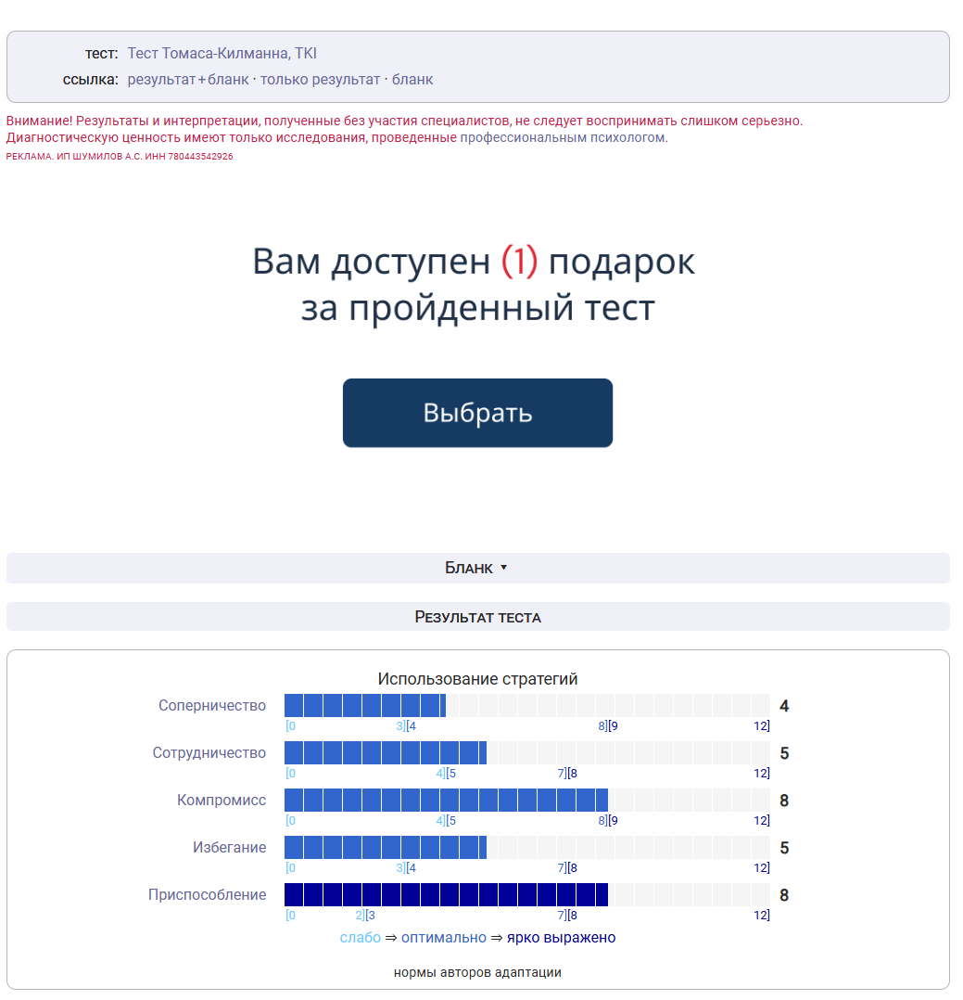 тест: Тест Томаса-Килманна, TKI
ссылка: результат+бланк · только результат · бланк
Внимание! Результаты и интерпретации, полученные без участия специалистов, не следует воспринимать слишком серьезно.
Диагностическую ценность имеют только исследования, проведенные профессиональным психологом.
РЕКЛАМА. ИП ШУМИЛОВ А.С. ИНН 780443542926
Вам доступен (1) подарок
за пройденный тест
Выбрать
Бланк ▼
Результат теста
Использование стратегий
Соперничество 4
[0 3][4 8][9 12]
Сотрудничество 5
[0 4][5 7][8 12]
Компромисс 8
[0 4][5 8][9 12]
Избегание 5
[0 3][4 7][8 12]
Приспособление 8
[0 2][3 7][8 12]
слабо ⇒ оптимально ⇒ ярко выражено
нормы авторов адаптации